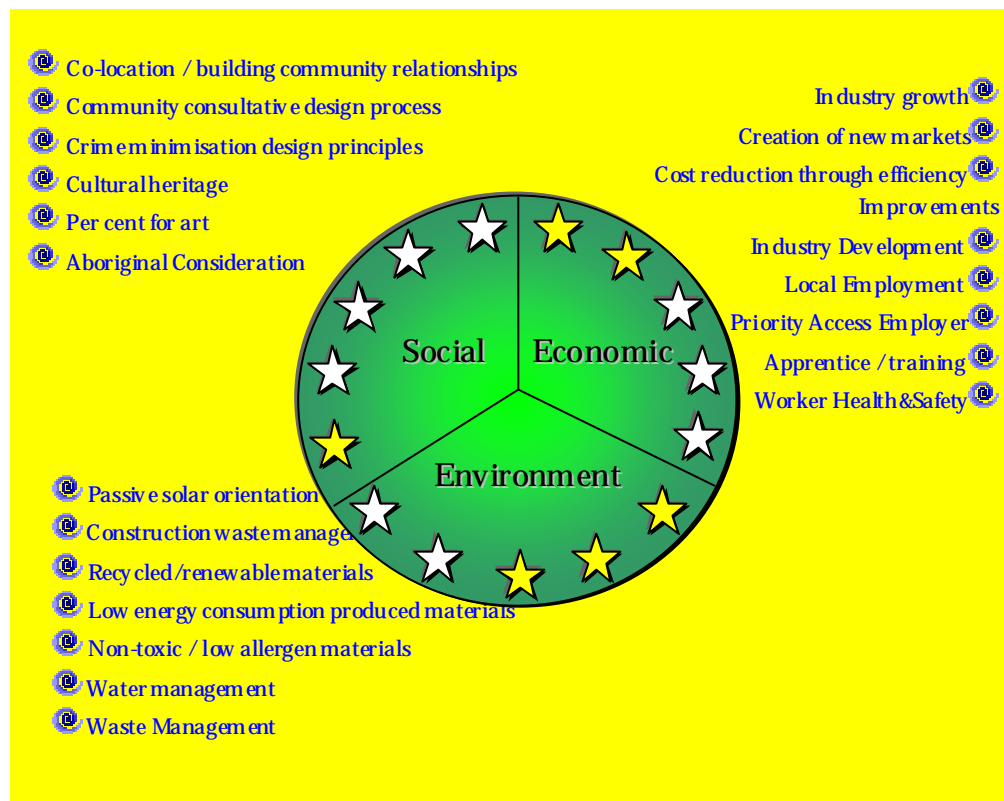 Co-location / building community relationships
Community consultative design process
Crime minimisation design principles
Cultural heritage
Per cent for art
Aboriginal Consideration
Industry growth
Creation of new markets
Cost reduction through efficiency
Improvements
Industry Development
Local Employment
Priority Access Employer
Apprentice / training
Worker Health&Safety
Social
Economic
Environment
Passive solar orientation
Construction waste manage
Recycled/renewable materials
Low energy consumption produced materials
Non-toxic / low allergen materials
Water management
Waste Management